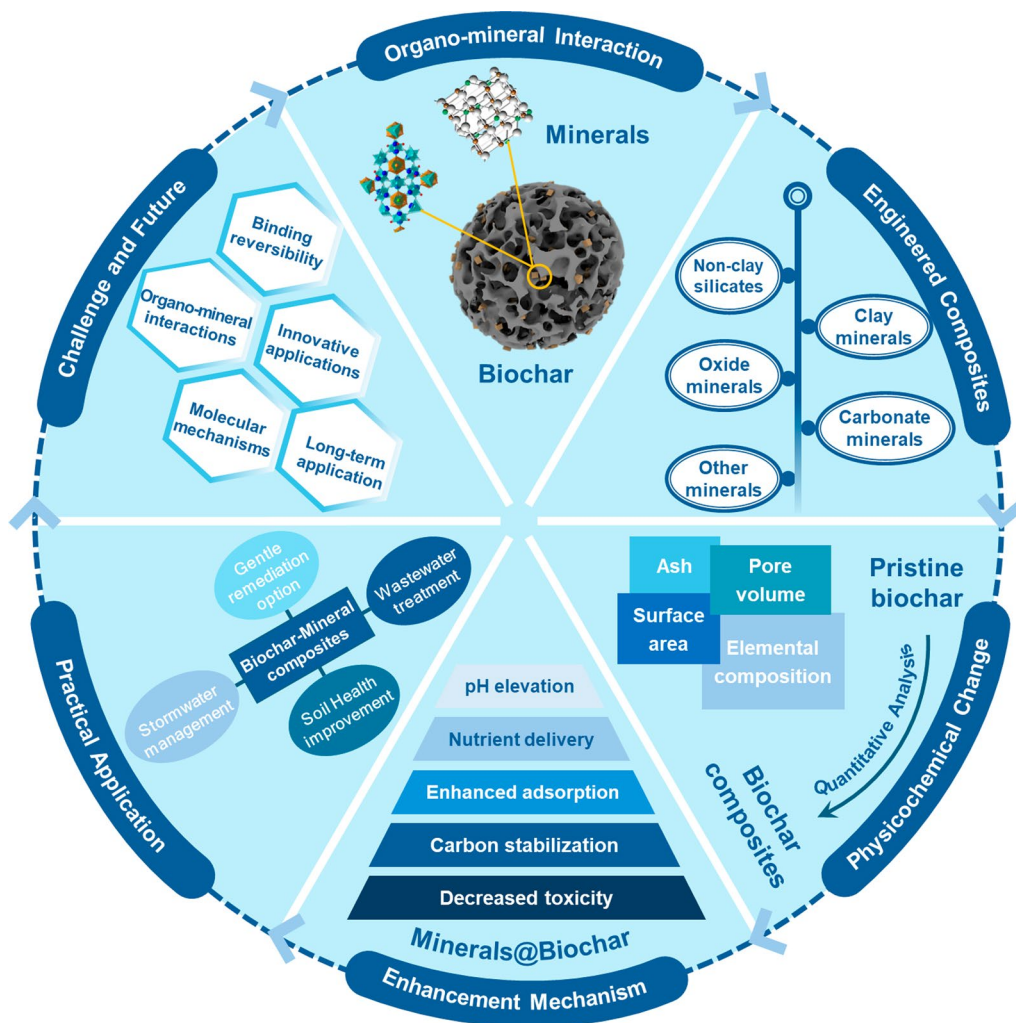 Organo-mineral Interaction
Minerals
Biochar
Engineered Composites
Non-clay
silicates
Clay
minerals
Oxide
minerals
Carbonate
minerals
Other
minerals
Physicochemical Change
Pristine
biochar
Ash
Pore
volume
Surface
area
Elemental
composition
Quantitative Analysis
Biochar
composites
Enhancement Mechanism
pH elevation
Nutrient delivery
Enhanced adsorption
Carbon stabilization
Decreased toxicity
Minerals@Biochar
Practical Application
Gentle
remediation
option
Wastewater
treatment
Biochar-Mineral
composites
Stormwater
management
Soil Health
improvement
Challenge and Future
Binding
reversibility
Organo-mineral
interactions
Innovative
applications
Molecular
mechanisms
Long-term
application